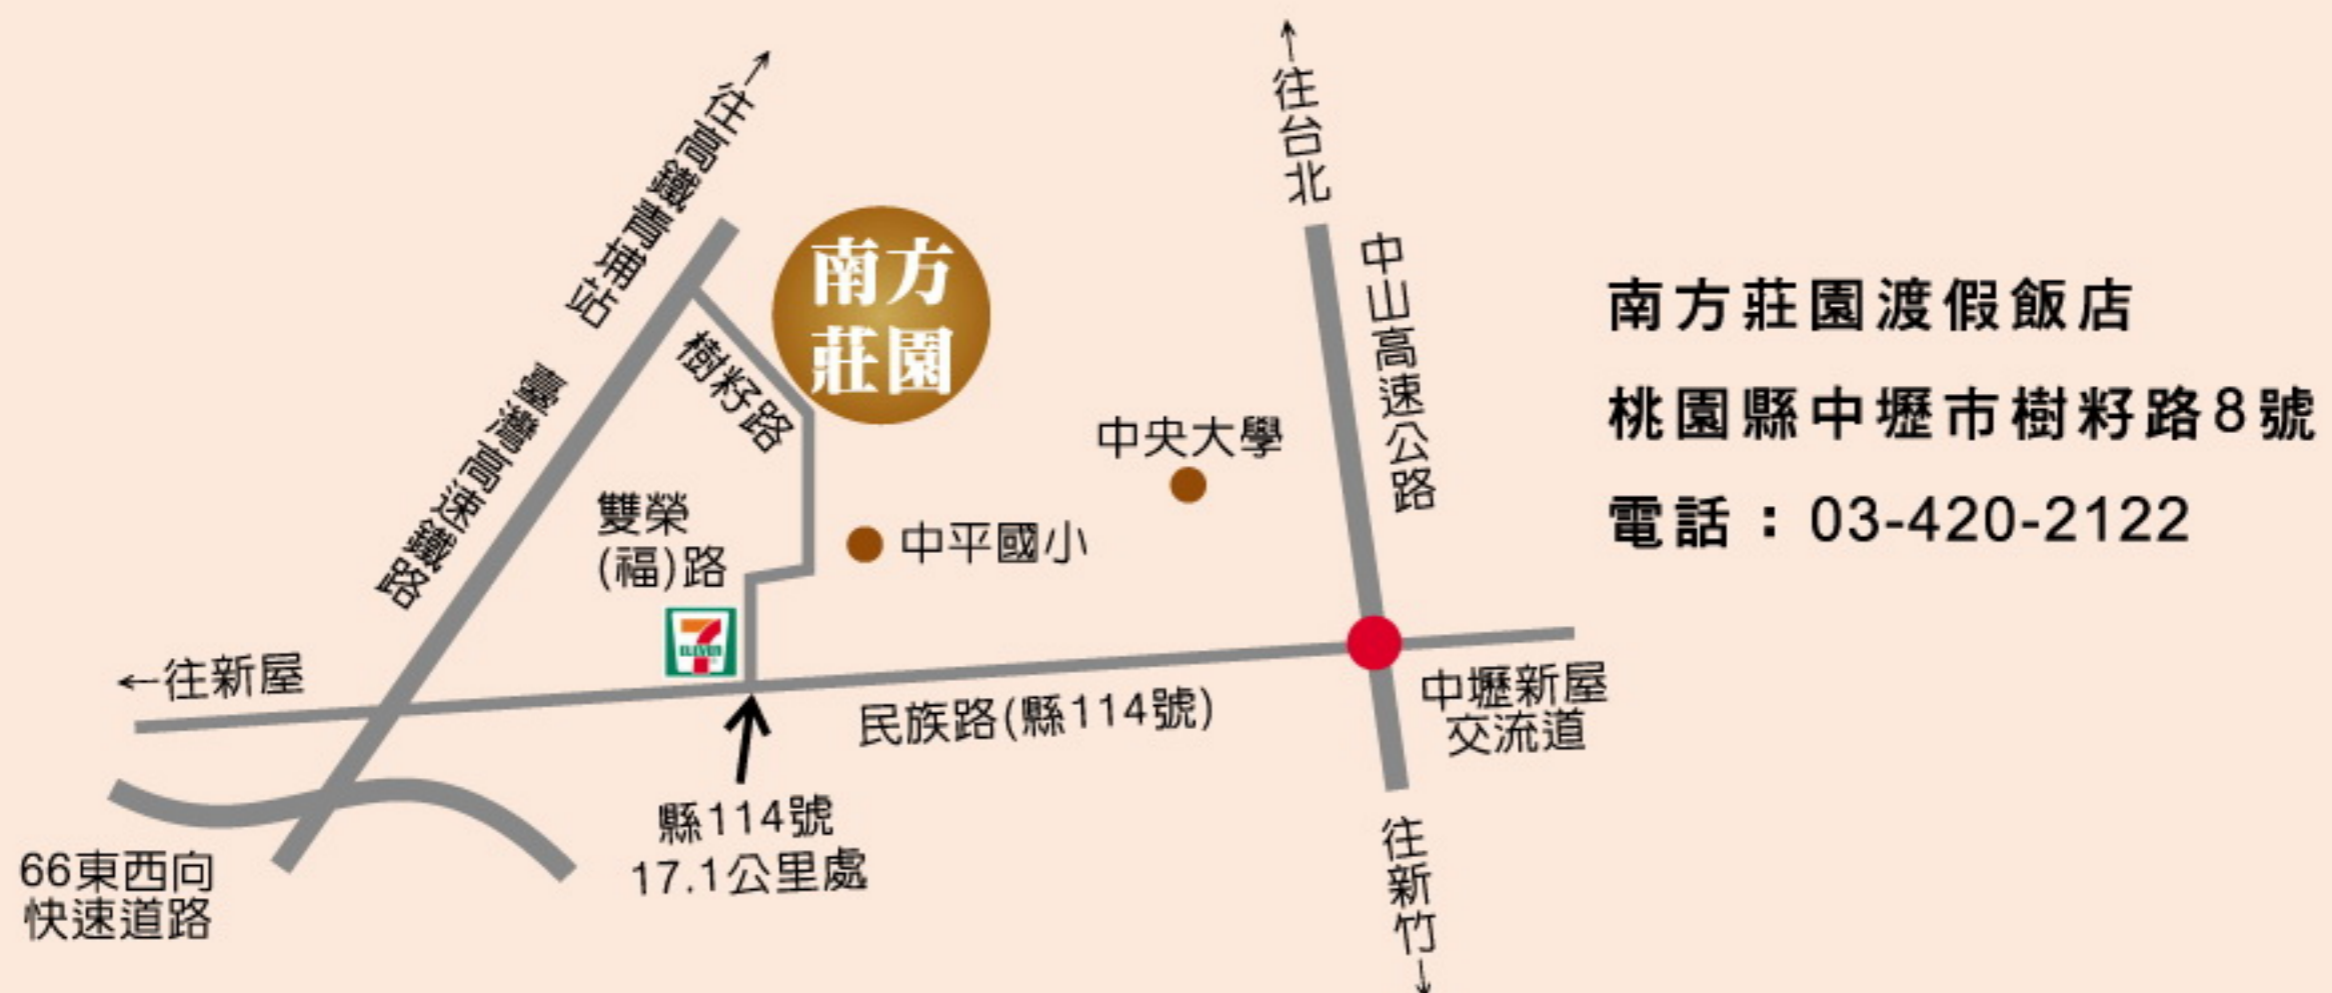 ←往台北
←往高鐵青埔站
南方
莊園
中山高速公路
南方莊園渡假飯店
樹籽路
臺灣高速鐵路
桃園縣中壢市樹籽路8號
中央大學
雙榮
(福)路
中平國小
電話：03-420-2122
7
ELEVEN
←往新屋
民族路(縣114號)
中壢新屋
交流道
縣114號
17.1公里處
66東西向
快速道路
往新竹→